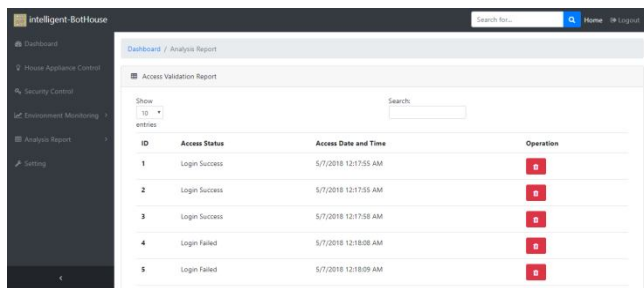 intelligent-BotHouse
Search for...
Home
Logout
Dashboard
House Appliance Control
Security Control
Environment Monitoring
Analysis Report
Setting
Dashboard / Analysis Report
Access Validation Report
Show
10
entries
Search:
ID Access Status Access Date and Time Operation
1 Login Success 5/7/2018 12:17:55 AM
2 Login Success 5/7/2018 12:17:55 AM
3 Login Success 5/7/2018 12:17:58 AM
4 Login Failed 5/7/2018 12:18:08 AM
5 Login Failed 5/7/2018 12:18:09 AM